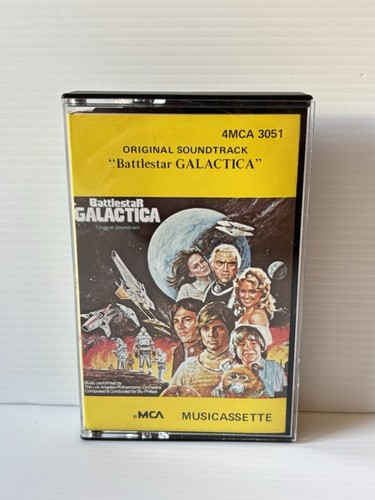 4MCA 3051
ORIGINAL SOUNDTRACK
"Battlestar GALACTICA"
BattlestaR
GALACTICA
Original Soundtrack
Music performed by
The Los Angeles Philharmonic Orchestra
Composed & Conducted by Stu Phillips
MCA MUSICASSETTE